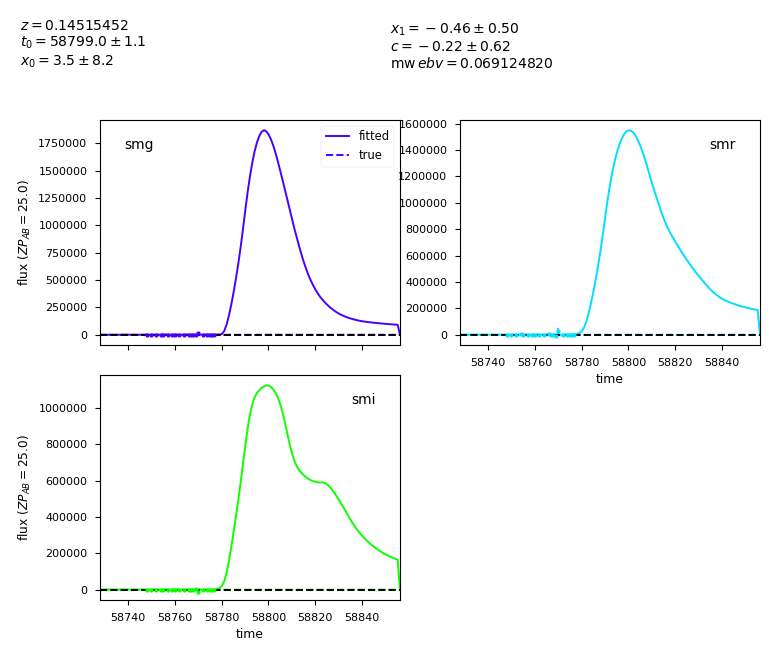 z = 0.14515452
t₀ = 58799.0 ± 1.1
x₀ = 3.5 ± 8.2
x₁ = −0.46 ± 0.50
c = −0.22 ± 0.62
mw ebv = 0.069124820
smg
fitted
true
1750000
1500000
1250000
1000000
750000
500000
250000
0
flux (ZP_AB = 25.0)
smr
1600000
1400000
1200000
1000000
800000
600000
400000
200000
0
58740 58760 58780 58800 58820 58840
time
smi
1000000
800000
600000
400000
200000
0
flux (ZP_AB = 25.0)
58740 58760 58780 58800 58820 58840
time